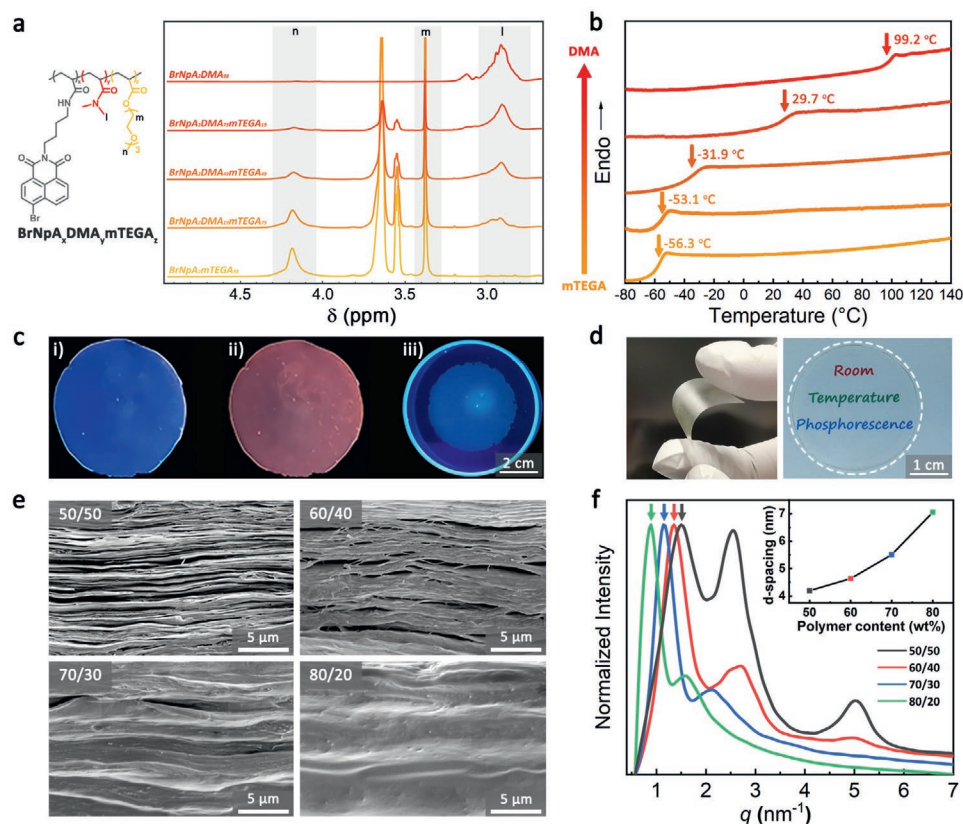 a
n
m
l
BrNpA₂DMA₉₈
BrNpA₂mTEGA₉₈
4.5
4.0
3.5
3.0
δ (ppm)
O
HN
N
O
l
O
O
m
O
n
3
O
N
O
Br
BrNpAxDMAymTEGAz
b
DMA
mTEGA
Endo
99.2 °C
29.7 °C
-31.9 °C
-53.1 °C
-56.3 °C
-80 -60 -40 -20 0 20 40 60 80 100 120 140
Temperature (°C)
c
i)
ii)
iii)
2 cm
d
Room
Temperature
Phosphorescence
1 cm
e
50/50
5 µm
60/40
5 µm
70/30
5 µm
80/20
5 µm
f
Normalized Intensity
1 2 3 4 5 6 7
q (nm⁻¹)
d-spacing (nm)
7
6
5
4
50 60 70 80
Polymer content (wt%)
50/50
60/40
70/30
80/20